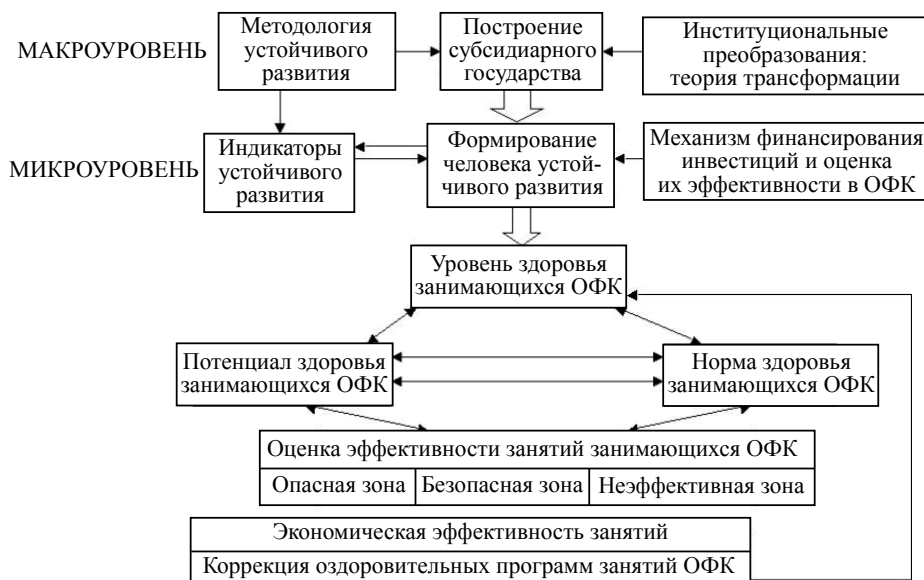 МАКРОУРОВЕНЬ
Методология
устойчивого
развития
Построение
субсидиарного
государства
Институциональные
преобразования:
теория трансформации
МИКРОУРОВЕНЬ
Индикаторы
устойчивого
развития
Формирование
человека устой-
чивого развития
Механизм финансирования
инвестиций и оценка
их эффективности в ОФК
Уровень здоровья
занимающихся ОФК
Потенциал здоровья
занимающихся ОФК
Норма здоровья
занимающихся ОФК
Оценка эффективности занятий занимающихся ОФК
Опасная зона
Безопасная зона
Неэффективная зона
Экономическая эффективность занятий
Коррекция оздоровительных программ занятий ОФК